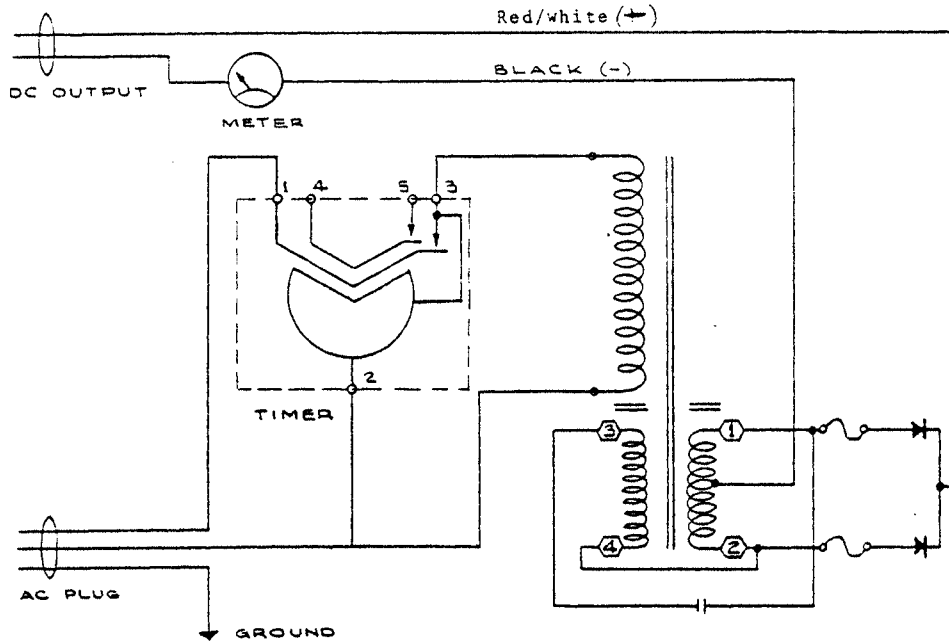 Red/white (+)
BLACK (-)
DC OUTPUT
METER
1 4 5 3
2
TIMER
3 1
4 2
AC PLUG
GROUND